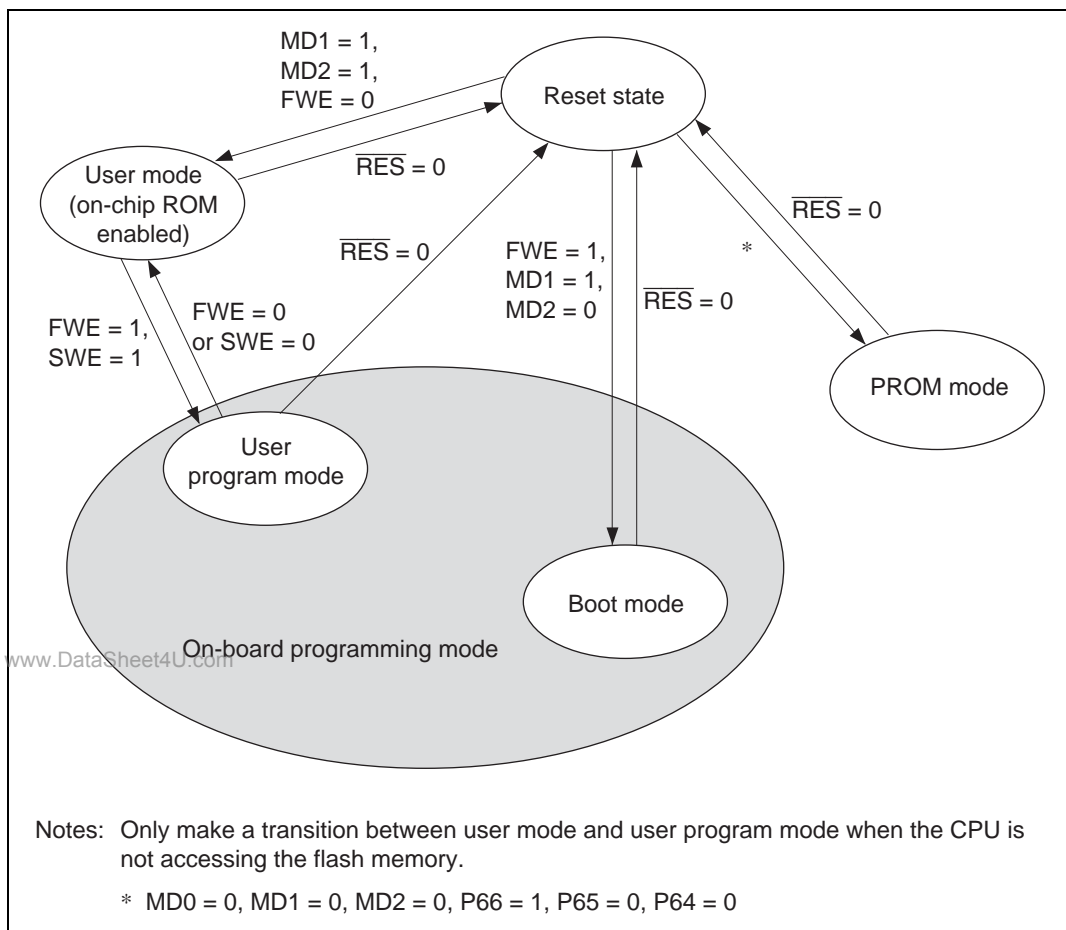 MD1 = 1,
MD2 = 1,
FWE = 0
Reset state
RES = 0
User mode
(on-chip ROM
enabled)
RES = 0
RES = 0
*
FWE = 1,
MD1 = 1,
MD2 = 0
RES = 0
FWE = 0
or SWE = 0
FWE = 1,
SWE = 1
PROM mode
User
program mode
Boot mode
On-board programming mode
www.DataSheet4U.com
Notes: Only make a transition between user mode and user program mode when the CPU is
not accessing the flash memory.
* MD0 = 0, MD1 = 0, MD2 = 0, P66 = 1, P65 = 0, P64 = 0